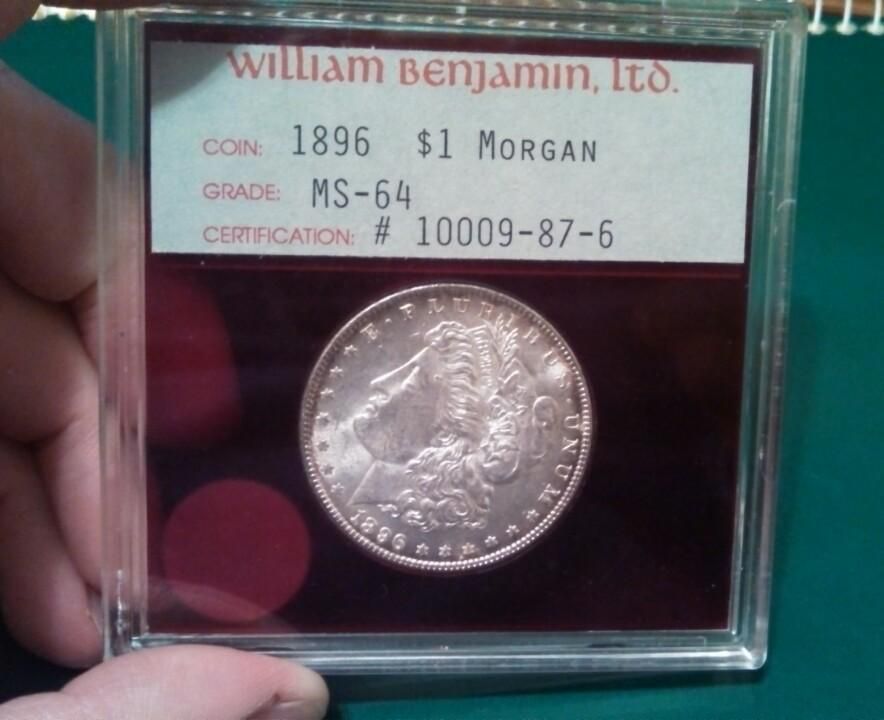 William Benjamin, ltd.
COIN: 1896 $1 MORGAN
GRADE: MS-64
CERTIFICATION: # 10009-87-6
E·PLURIBUS UNUM
1896